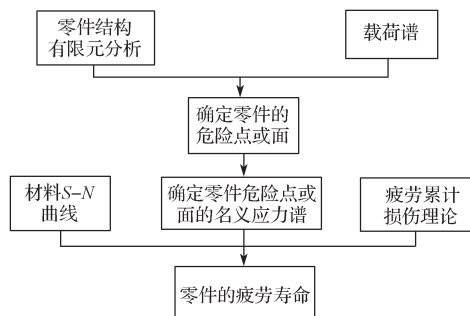 零件结构
有限元分析
载荷谱
确定零件的
危险点或面
材料S-N
曲线
确定零件危险点或
面的名义应力谱
疲劳累计
损伤理论
零件的疲劳寿命